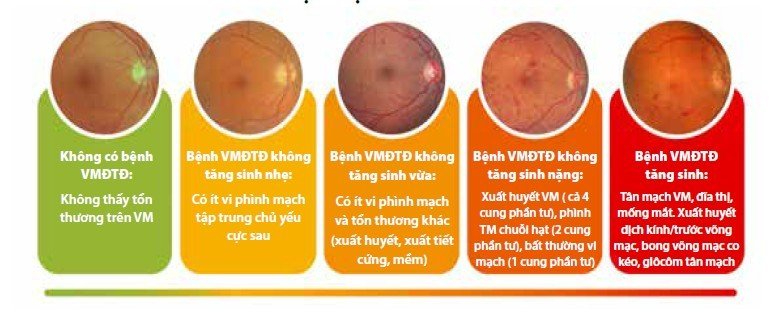 Không có bệnh
VMĐTĐ:
Không thấy tổn
thương trên VM
Bệnh VMĐTĐ không
tăng sinh nhẹ:
Có ít vi phình mạch
tập trung chủ yếu
cực sau
Bệnh VMĐTĐ không
tăng sinh vừa:
Có ít vi phình mạch
và tổn thương khác
(xuất huyết, xuất tiết
cứng, mềm)
Bệnh VMĐTĐ không
tăng sinh nặng:
Xuất huyết VM ( cả 4
cung phần tư), phình
TM chuỗi hạt (2 cung
phần tư), bất thường vi
mạch (1 cung phần tư)
Bệnh VMĐTĐ
tăng sinh:
Tân mạch VM, đĩa thị,
mống mắt. Xuất huyết
dịch kính/trước võng
mạc, bong võng mạc co
kéo, glôcôm tân mạch